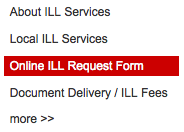 About ILL Services
Local ILL Services
Online ILL Request Form
Document Delivery / ILL Fees
more >>